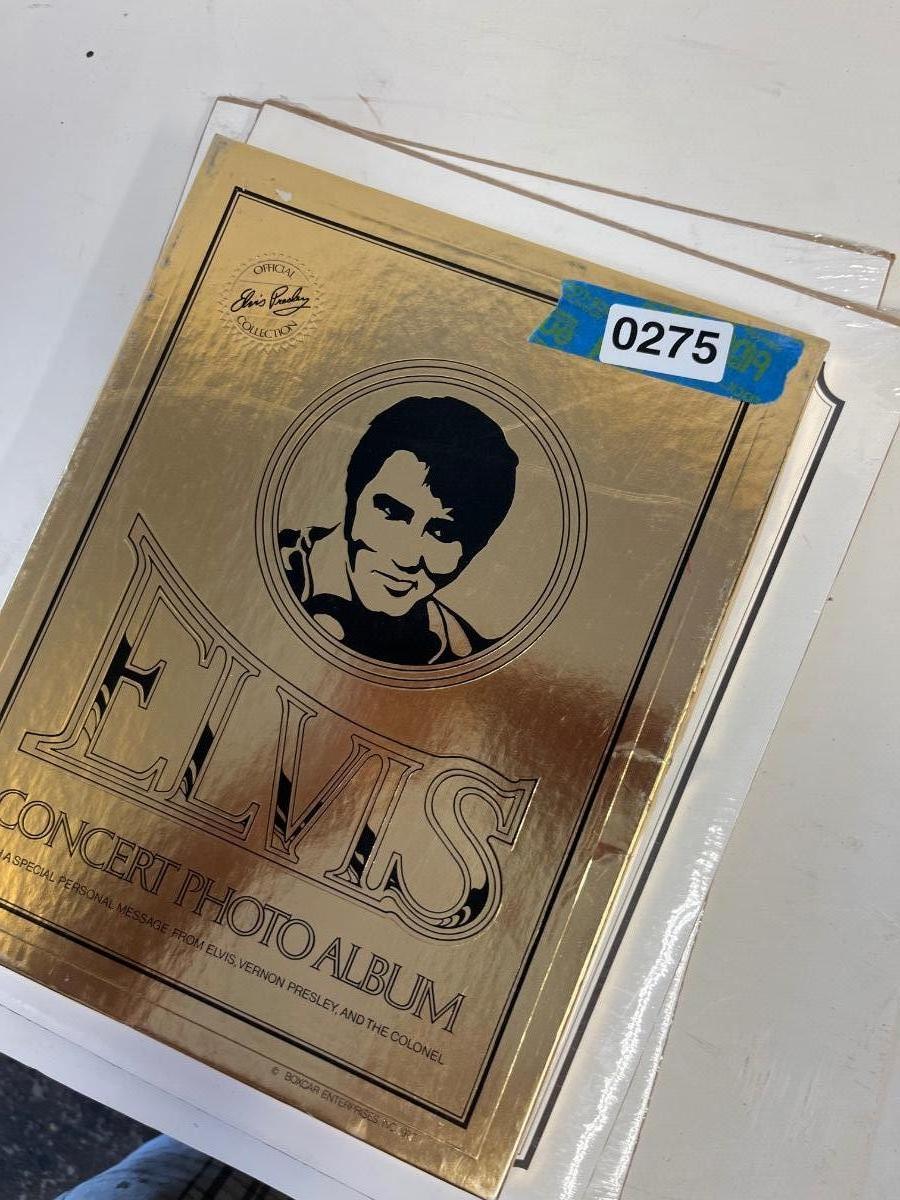 OFFICIAL
Elvis Presley
COLLECTION
0275
ELVIS
CONCERT PHOTO ALBUM
A SPECIAL PERSONAL MESSAGE FROM ELVIS, VERNON PRESLEY, AND THE COLONEL
© BOXCAR ENTERPRISES, INC.